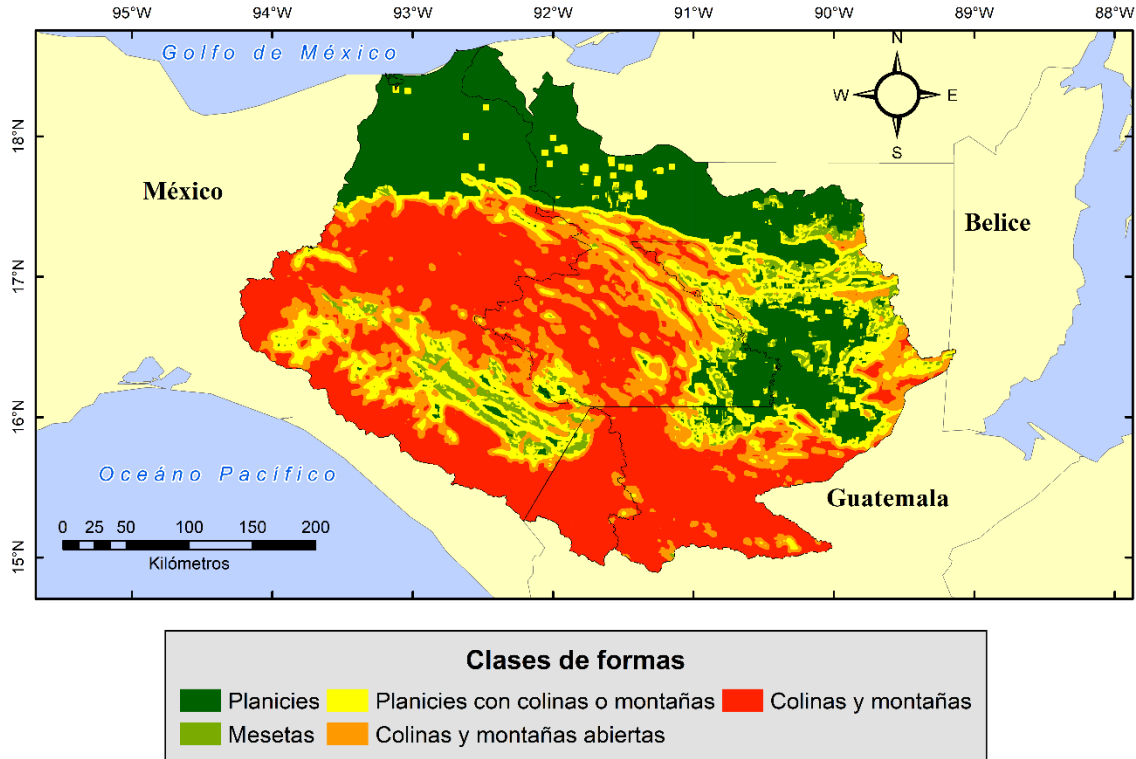 95°W 94°W 93°W 92°W 91°W 90°W 89°W 88°W
Golfo de México
N
W E
S
18°N
México
Belice
17°N
16°N
Oceáno Pacífico
Guatemala
0 25 50 100 150 200
Kilómetros
15°N
Clases de formas
Planicies Planicies con colinas o montañas Colinas y montañas
Mesetas Colinas y montañas abiertas